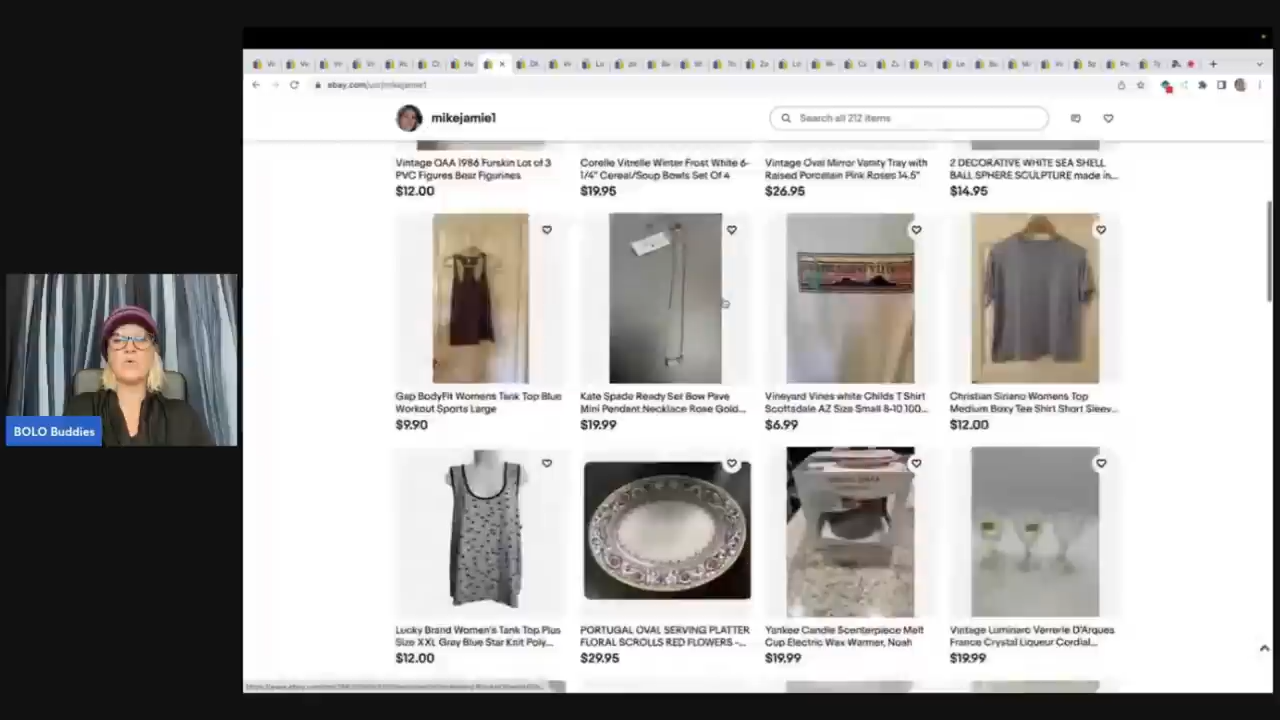 ebay.com/usr/mikejamie1
mikejamie1
Search all 212 items
Vintage OAA 1986 Furskin Lot of 3
PVC Figures Bear Figurines
$12.00
Corelle Vitrelle Winter Frost White 6-
1/4" Cereal/Soup Bowls Set Of 4
$19.95
Vintage Oval Mirror Vanity Tray with
Raised Porcelain Pink Roses 14.5"
$26.95
2 DECORATIVE WHITE SEA SHELL
BALL SPHERE SCULPTURE made in...
$14.95
Gap BodyFit Womens Tank Top Blue
Workout Sports Large
$9.90
Kate Spade Ready Set Bow Pave
Mini Pendant Necklace Rose Gold...
$19.99
Vineyard Vines white Childs T Shirt
Scottsdale AZ Size Small 8-10 100...
$6.99
Christian Siriano Womens Top
Medium Boxy Tee Shirt Short Sleev...
$12.00
BOLO Buddies
Lucky Brand Women's Tank Top Plus
Size XXL Gray Blue Star Knit Poly...
$12.00
PORTUGAL OVAL SERVING PLATTER
FLORAL SCROLLS RED FLOWERS -...
$29.95
Yankee Candle Scenterpiece Melt
Cup Electric Wax Warmer, Noah
$19.99
Vintage Luminarc Verrerie D'Arques
France Crystal Liqueur Cordial...
$19.99